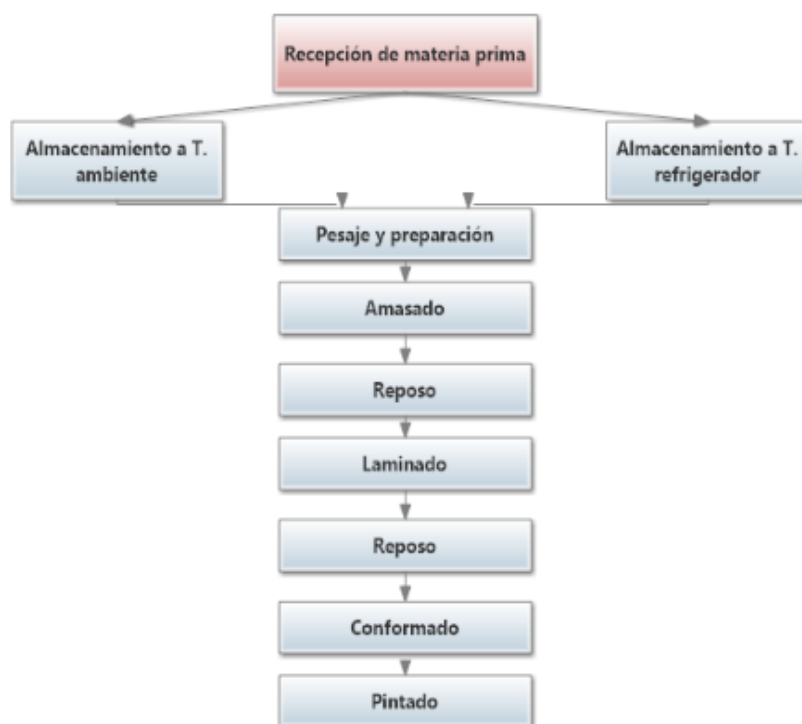 Recepción de materia prima
Almacenamiento a T.
ambiente
Almacenamiento a T.
refrigerador
Pesaje y preparación
Amasado
Reposo
Laminado
Reposo
Conformado
Pintado